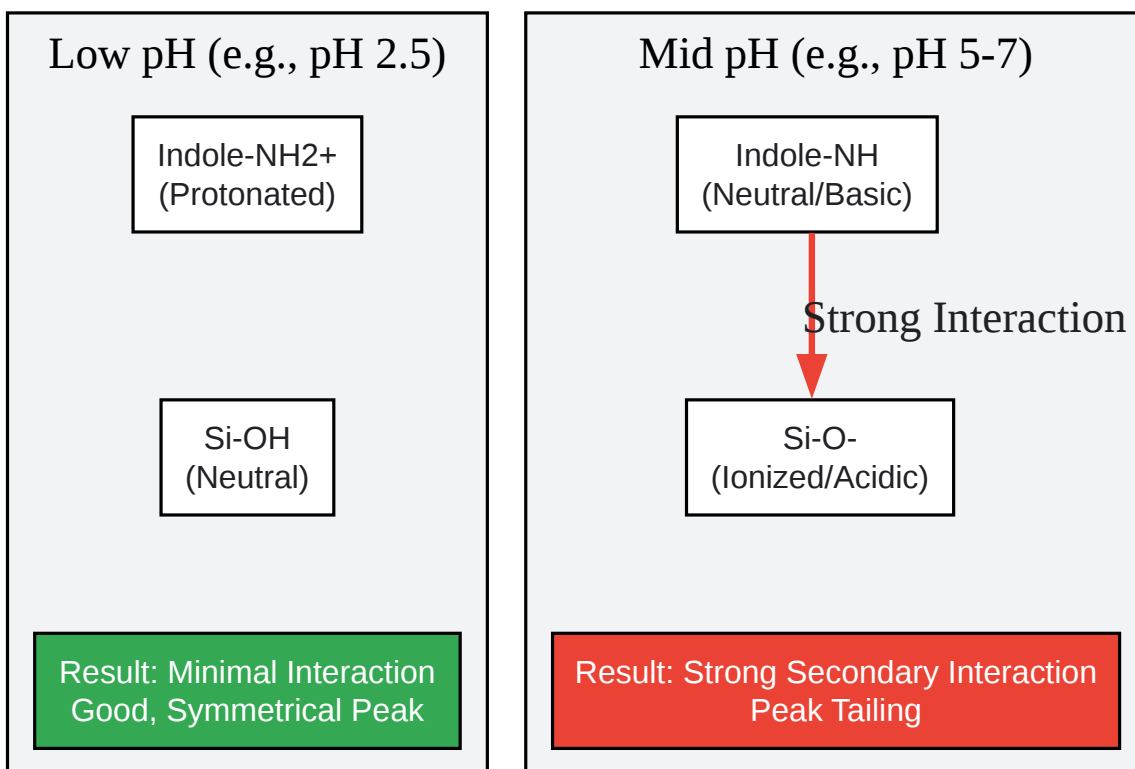 Low pH (e.g., pH 2.5)
Indole-NH2+
(Protonated)
Si-OH
(Neutral)
Result: Minimal Interaction
Good, Symmetrical Peak
Mid pH (e.g., pH 5-7)
Indole-NH
(Neutral/Basic)
Strong Interaction
Si-O-
(Ionized/Acidic)
Result: Strong Secondary Interaction
Peak Tailing